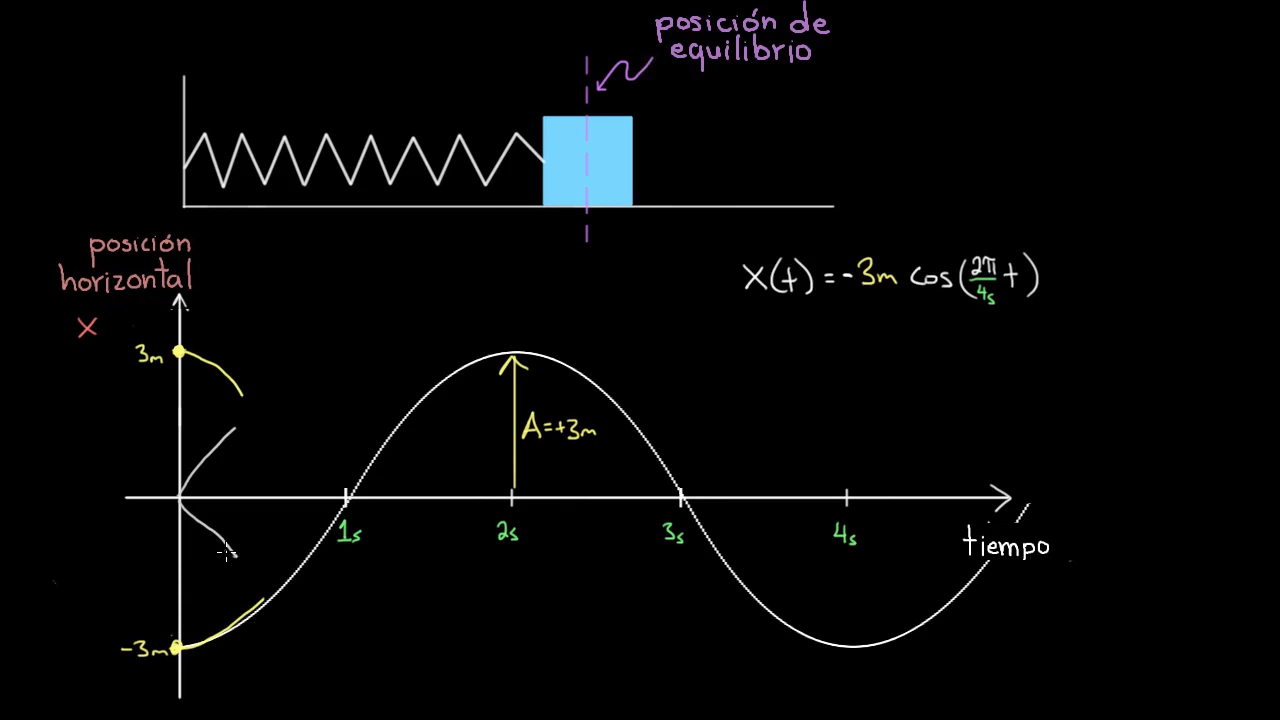 posición de
equilibrio
posición
horizontal
x
x(t) = -3m cos(2π/4s t)
3m
A=+3m
1s
2s
3s
4s
tiempo
-3m